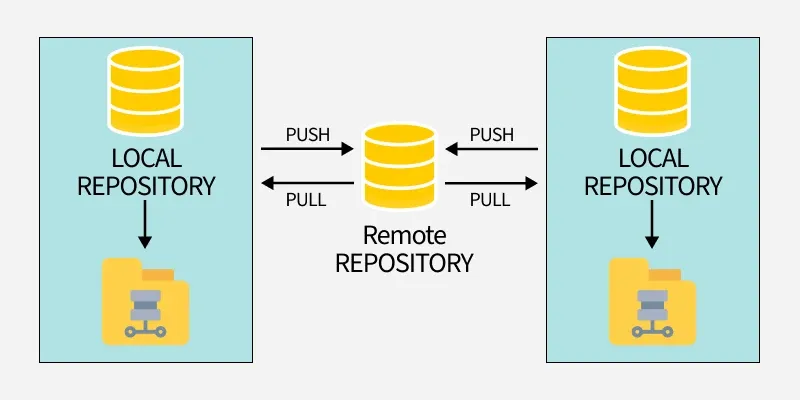 LOCAL
REPOSITORY
PUSH
PULL
Remote
REPOSITORY
PUSH
PULL
LOCAL
REPOSITORY